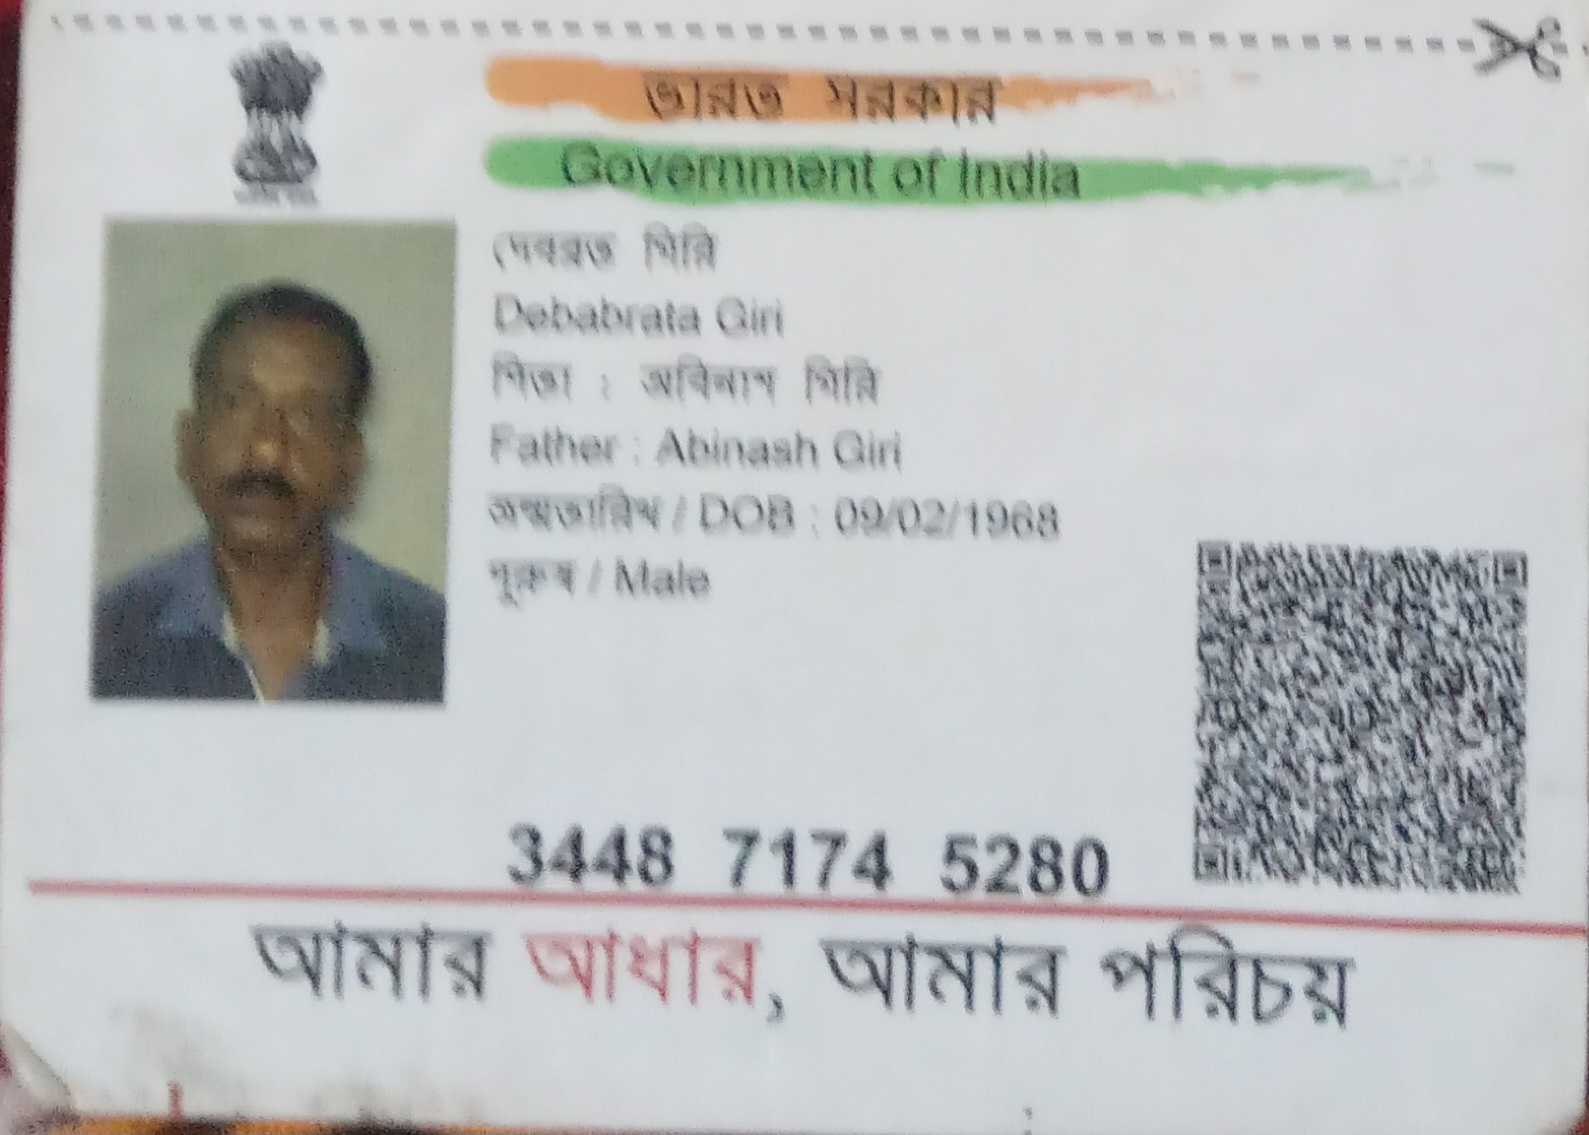 ভারত সরকার
Government of India
দেবব্রত গিরি
Debabrata Giri
পিতা : অবিনাশ গিরি
Father : Abinash Giri
জন্মতারিখ / DOB : 09/02/1968
পুরুষ / Male
3448 7174 5280
আমার আধার, আমার পরিচয়